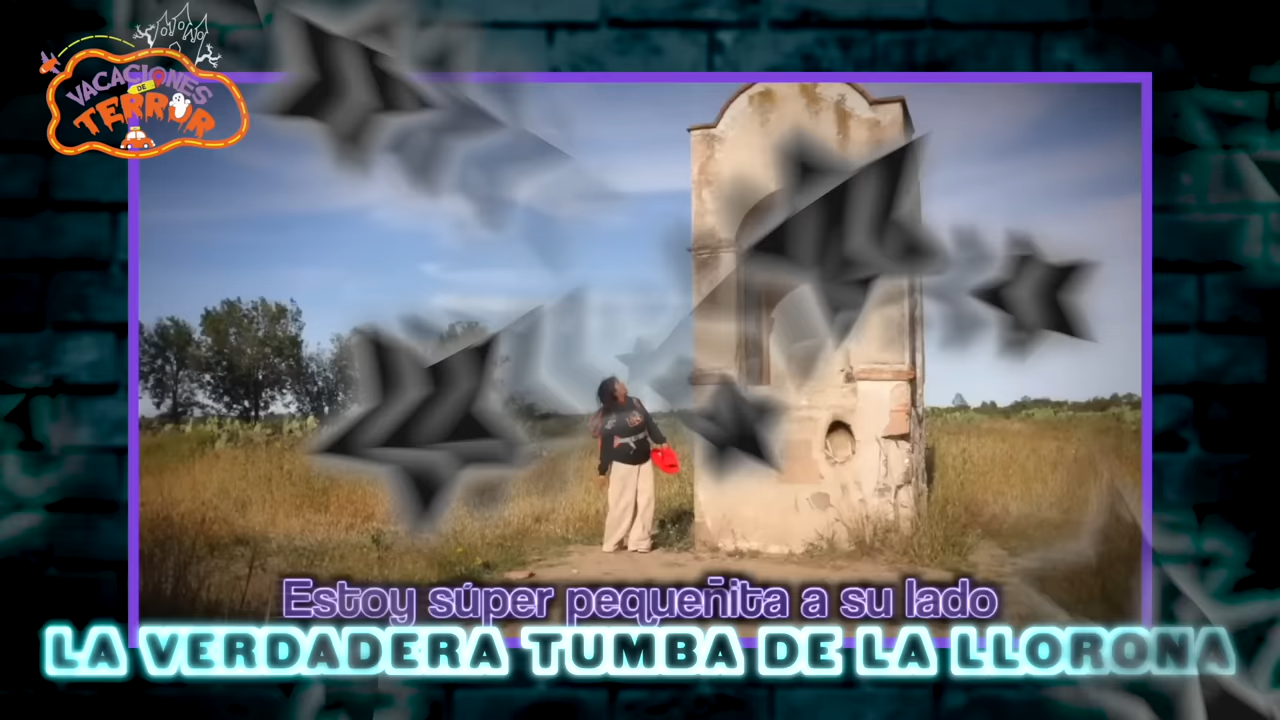 VACACIONES
DE
TERROR
Estoy súper pequeñita a su lado
LA VERDADERA TUMBA DE LA LLORONA